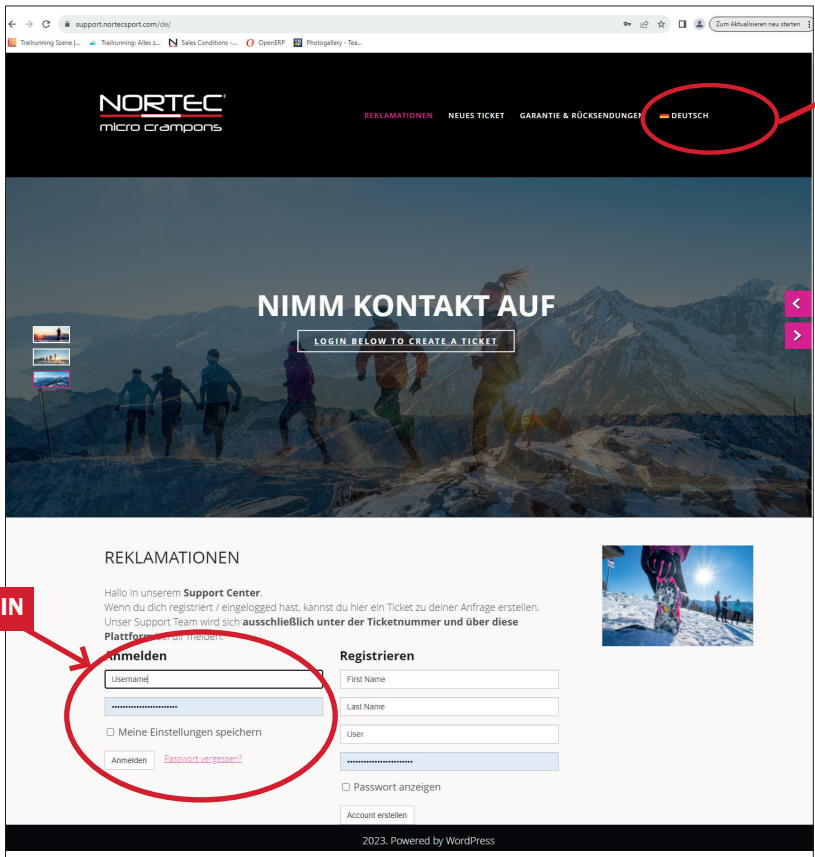 support.nortecsport.com/de/
Zum Aktualisieren neu starten
Trailrunning Szene |...
Trailrunning: Alles z...
Sales Conditions -...
OpenERP
Photogallery - Tea...
NORTEC
micro crampons
REKLAMATIONEN
NEUES TICKET
GARANTIE & RÜCKSENDUNGEN
DEUTSCH
NIMM KONTAKT AUF
LOGIN BELOW TO CREATE A TICKET
REKLAMATIONEN
Hallo in unserem Support Center.
Wenn du dich registriert / eingelogged hast, kannst du hier ein Ticket zu deiner Anfrage erstellen.
Unser Support Team wird sich ausschließlich unter der Ticketnummer und über diese
Plattform bei dir melden.
IN
Anmelden
Username
Meine Einstellungen speichern
Anmelden
Passwort vergessen?
Registrieren
First Name
Last Name
User
Passwort anzeigen
Account erstellen
2023. Powered by WordPress